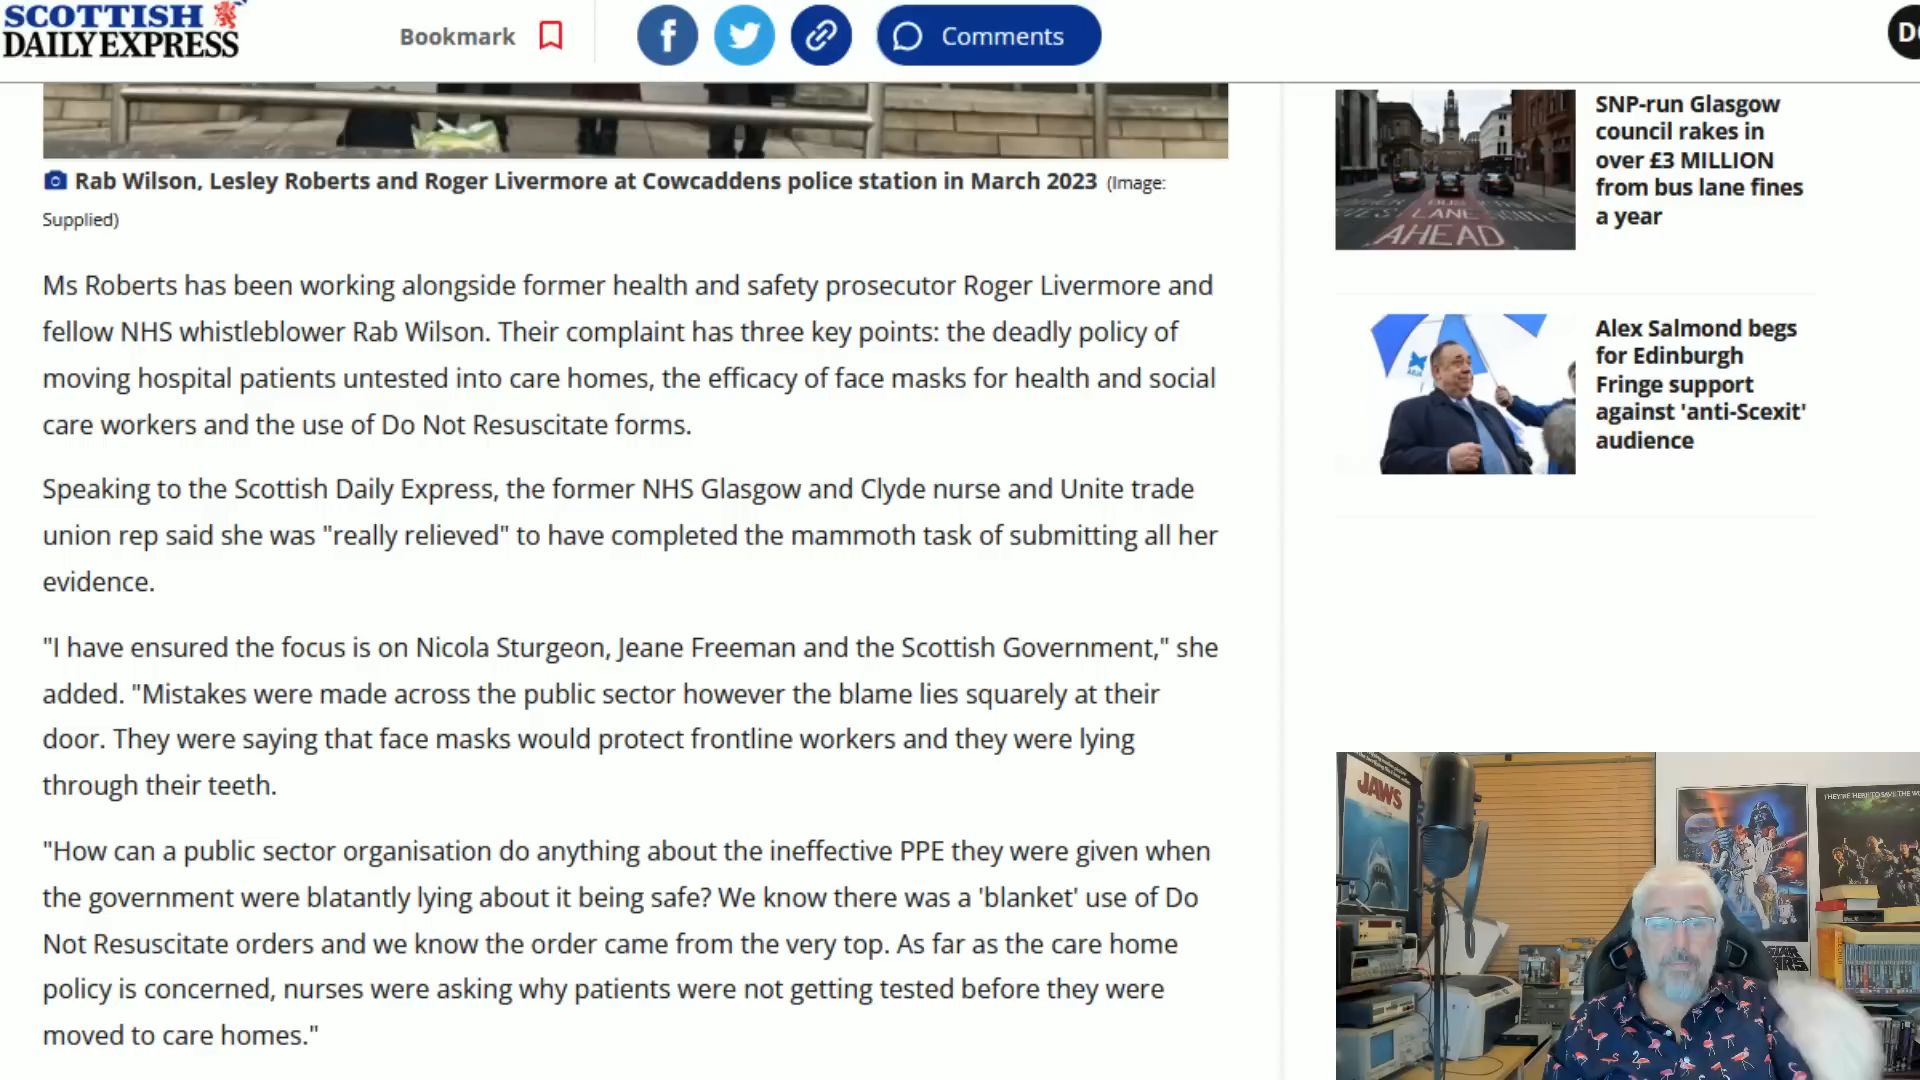 SCOTTISH
DAILY EXPRESS
Bookmark
f
Comments
Rab Wilson, Lesley Roberts and Roger Livermore at Cowcaddens police station in March 2023 (Image:
Supplied)
Ms Roberts has been working alongside former health and safety prosecutor Roger Livermore and
fellow NHS whistleblower Rab Wilson. Their complaint has three key points: the deadly policy of
moving hospital patients untested into care homes, the efficacy of face masks for health and social
care workers and the use of Do Not Resuscitate forms.
Speaking to the Scottish Daily Express, the former NHS Glasgow and Clyde nurse and Unite trade
union rep said she was "really relieved" to have completed the mammoth task of submitting all her
evidence.
"I have ensured the focus is on Nicola Sturgeon, Jeane Freeman and the Scottish Government," she
added. "Mistakes were made across the public sector however the blame lies squarely at their
door. They were saying that face masks would protect frontline workers and they were lying
through their teeth.
"How can a public sector organisation do anything about the ineffective PPE they were given when
the government were blatantly lying about it being safe? We know there was a 'blanket' use of Do
Not Resuscitate orders and we know the order came from the very top. As far as the care home
policy is concerned, nurses were asking why patients were not getting tested before they were
moved to care homes."
SNP-run Glasgow
council rakes in
over £3 MILLION
from bus lane fines
a year
LANE
AHEAD
Alex Salmond begs
for Edinburgh
Fringe support
against 'anti-Scexit'
audience
JAWS
THEY'RE HERE TO SAVE THE
STAR
WARS